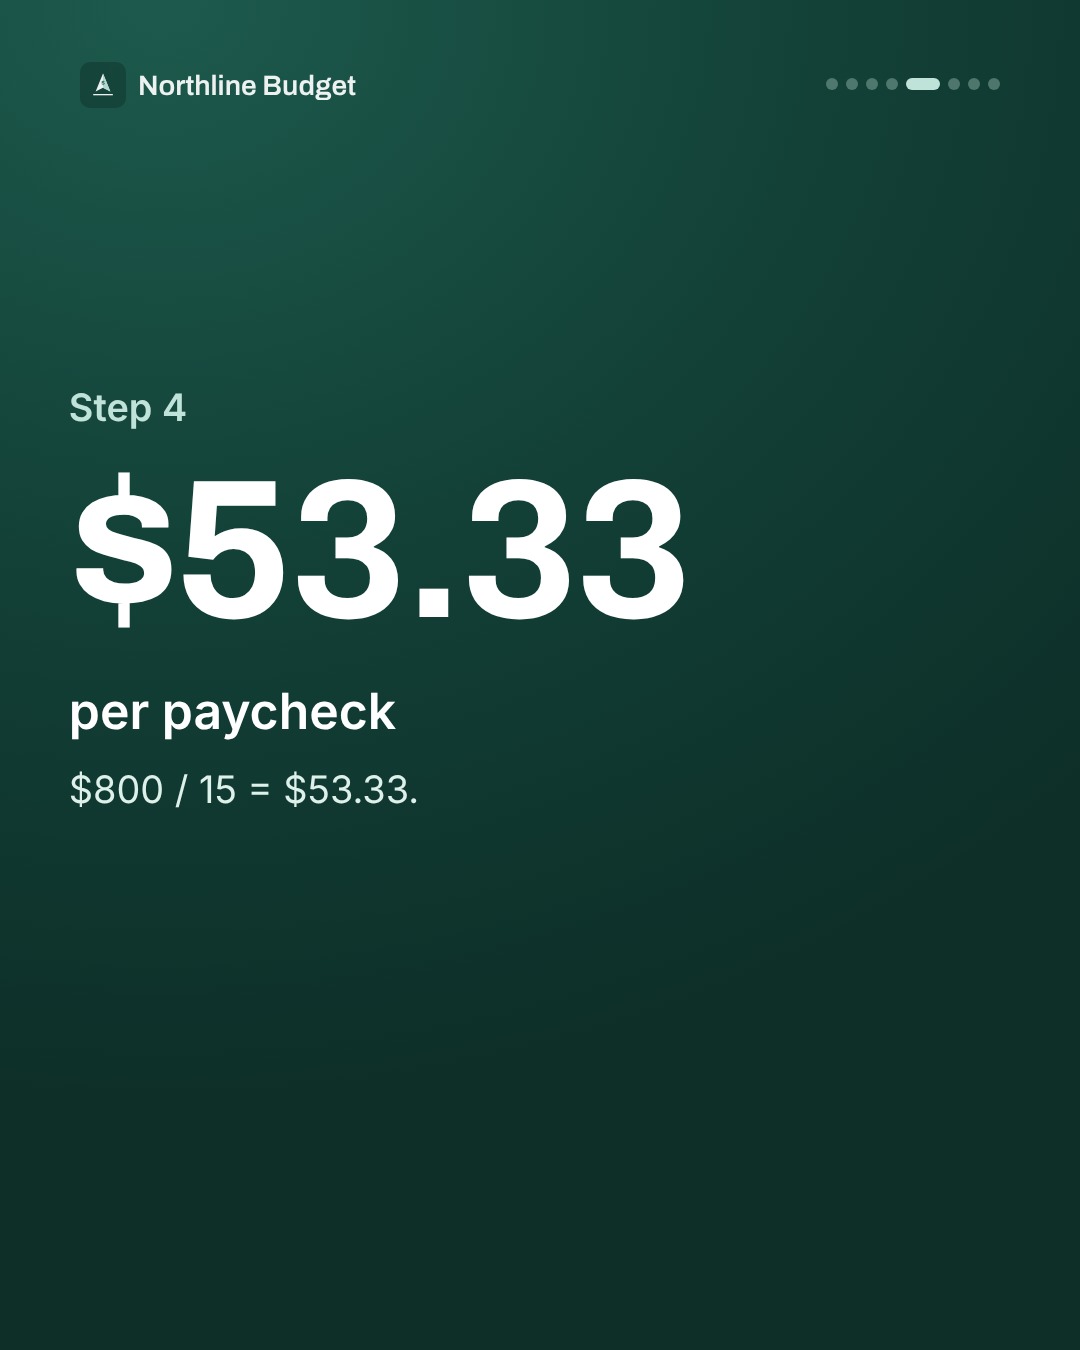 Northline Budget
Step 4
$53.33
per paycheck
$800 / 15 = $53.33.